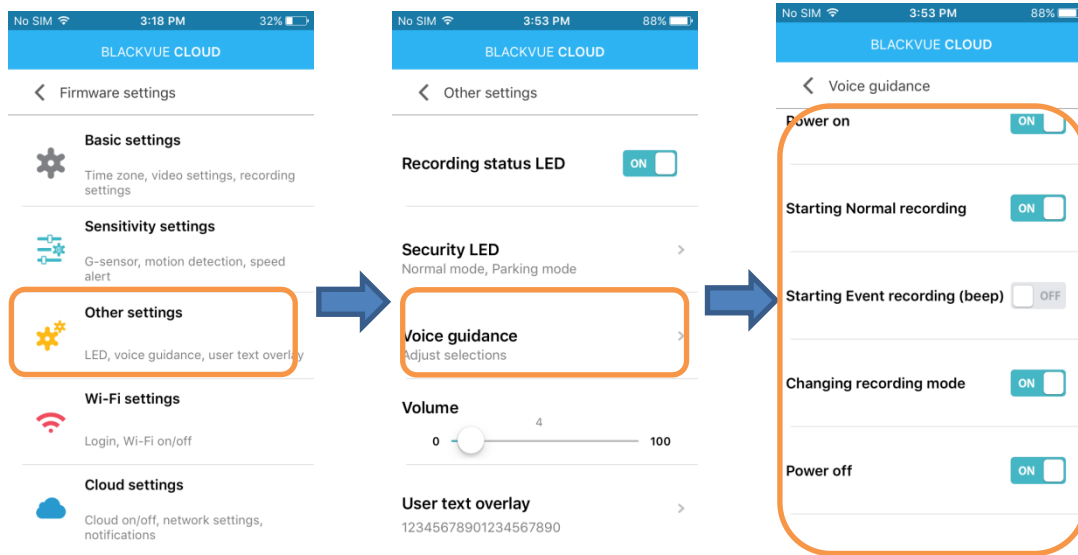 No SIM 3:18 PM 32%
BLACKVUE CLOUD
Firmware settings
Basic settings
Time zone, video settings, recording
settings
Sensitivity settings
G-sensor, motion detection, speed
alert
Other settings
LED, voice guidance, user text overlay
Wi-Fi settings
Login, Wi-Fi on/off
Cloud settings
Cloud on/off, network settings,
notifications
No SIM 3:53 PM 88%
BLACKVUE CLOUD
Other settings
Recording status LED ON
Security LED
Normal mode, Parking mode
Voice guidance
Adjust selections
Volume
4
0 100
User text overlay
12345678901234567890
No SIM 3:53 PM 88%
BLACKVUE CLOUD
Voice guidance
Power on ON
Starting Normal recording ON
Starting Event recording (beep) OFF
Changing recording mode ON
Power off ON